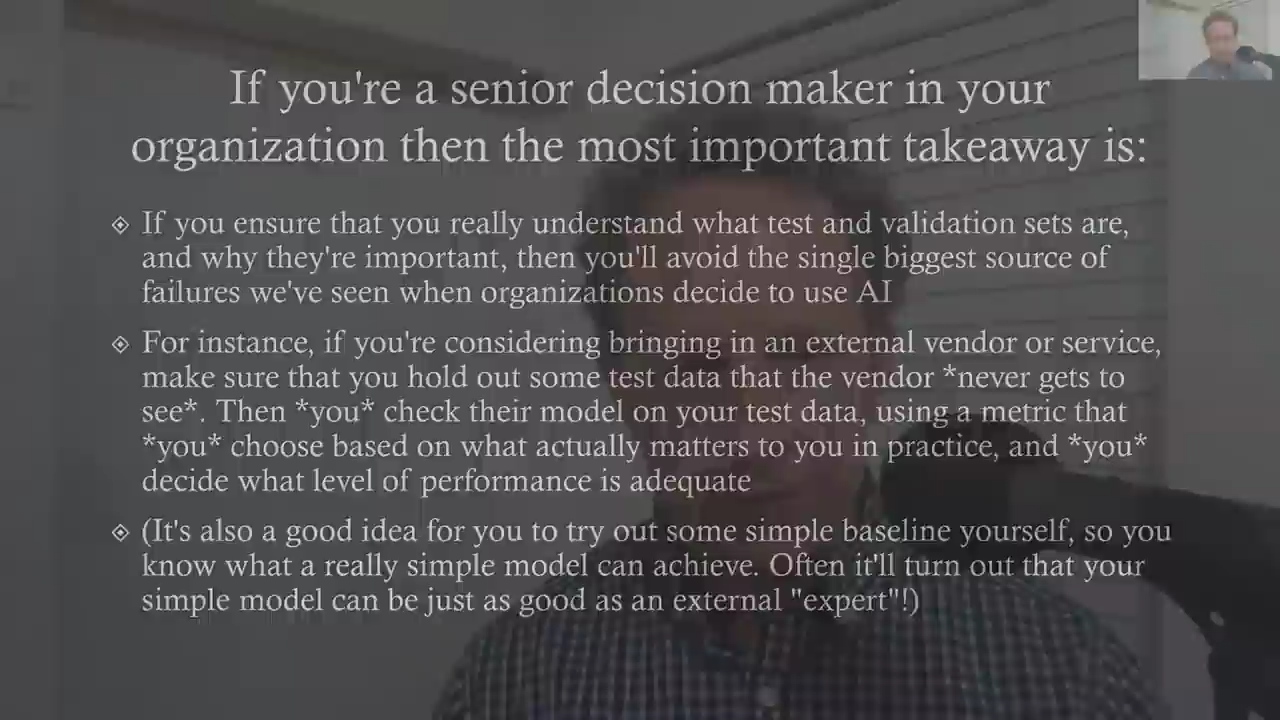 If you're a senior decision maker in your
organization then the most important takeaway is:
If you ensure that you really understand what test and validation sets are,
and why they're important, then you'll avoid the single biggest source of
failures we've seen when organizations decide to use AI
For instance, if you're considering bringing in an external vendor or service,
make sure that you hold out some test data that the vendor *never gets to
see*. Then *you* check their model on your test data, using a metric that
*you* choose based on what actually matters to you in practice, and *you*
decide what level of performance is adequate
(It's also a good idea for you to try out some simple baseline yourself, so you
know what a really simple model can achieve. Often it'll turn out that your
simple model can be just as good as an external "expert"!)